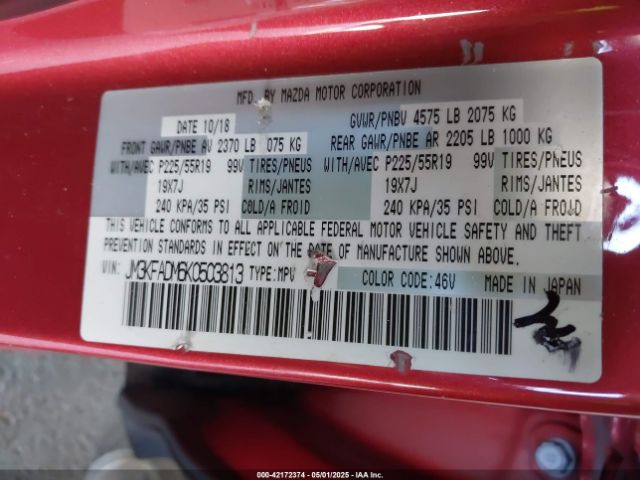 MFD. BY MAZDA MOTOR CORPORATION
DATE 10/18 GVWR/PNBV 4575 LB 2075 KG
FRONT GAWR/PNBE AV 2370 LB 075 KG REAR GAWR/PNBE AR 2205 LB 1000 KG
WITH/AVEC P225/55R19 99V TIRES/PNEUS WITH/AVEC P225/55R19 99V TIRES/PNEUS
19X7J RIMS/JANTES 19X7J RIMS/JANTES
240 KPA/35 PSI COLD/A FROID 240 KPA/35 PSI COLD/A FROID
THIS VEHICLE CONFORMS TO ALL APPLICABLE FEDERAL MOTOR VEHICLE SAFETY AND THEFT
PREVENTION STANDARDS IN EFFECT ON THE DATE OF MANUFACTURE SHOWN ABOVE.
VIN: JM3KFADM6K0503813 TYPE: MPV COLOR CODE: 46V MADE IN JAPAN
000-42172374 05/01/2025 IAA Inc.